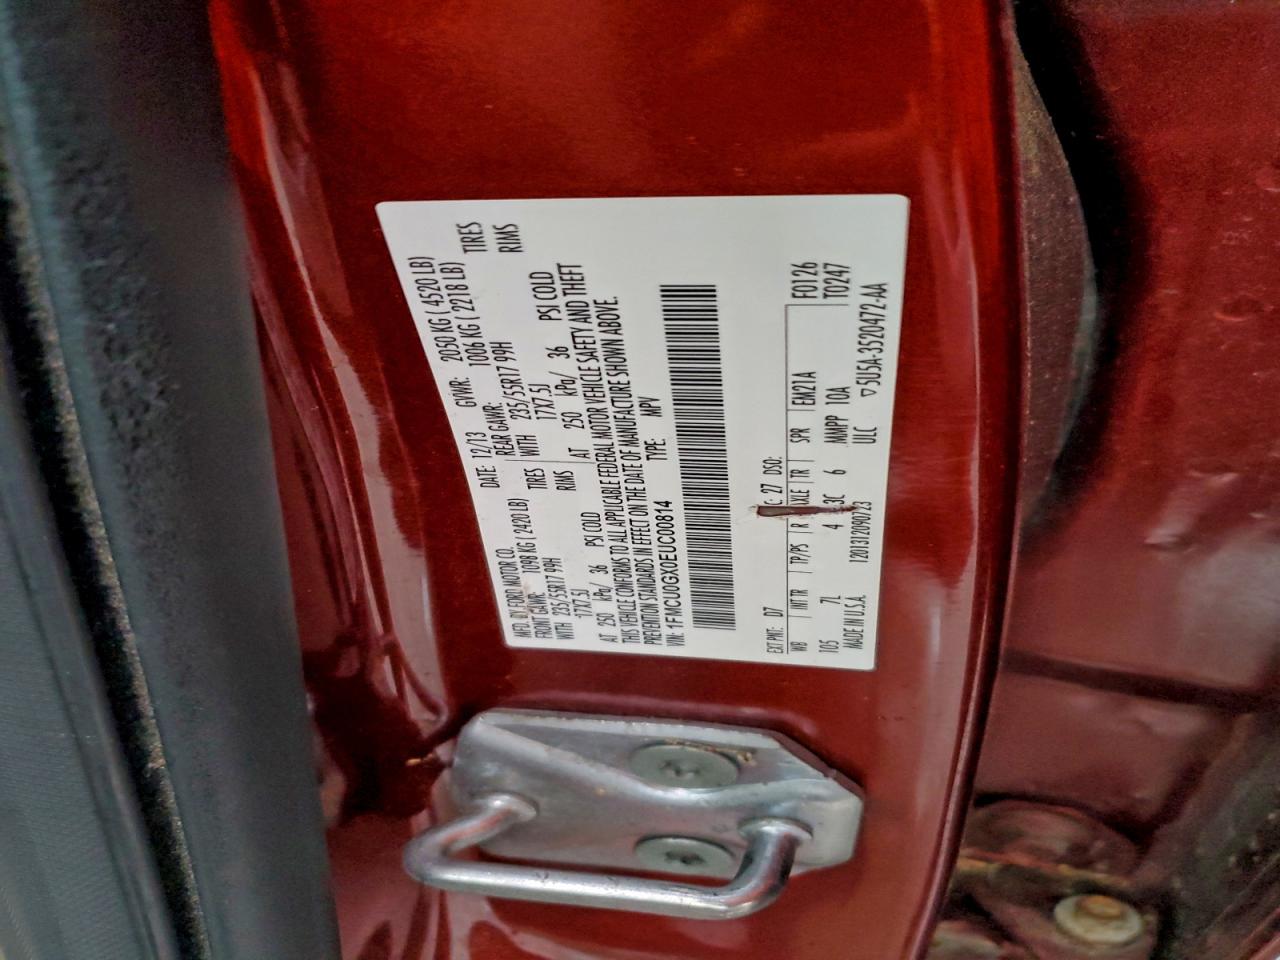 MFD. BY FORD MOTOR CO. DATE: 12/13 GVWR: 2050 KG ( 4520 LB)
FRONT GAWR: 1098 KG ( 2420 LB) REAR GAWR: 1006 KG ( 2218 LB)
WITH 235/55R17 99H TIRES WITH 235/55R17 99H TIRES
17X7.5J RIMS 17X7.5J RIMS
AT 250 kPa/ 36 PSI COLD AT 250 kPa/ 36 PSI COLD
THIS VEHICLE CONFORMS TO ALL APPLICABLE FEDERAL MOTOR VEHICLE SAFETY AND THEFT
PREVENTION STANDARDS IN EFFECT ON THE DATE OF MANUFACTURE SHOWN ABOVE.
VIN: 1FMCU0GX0EUC00814 TYPE: MPV
EXT PNT: D7 C: 27 DSO: F0126
WB INT TR TP/PS R AXLE TR SPR EM21A T0247
105 7L 4 3C 6 MMPP 10A
MADE IN U.S.A. 1201312090723 ULC ▽5U5A-3520472-AA